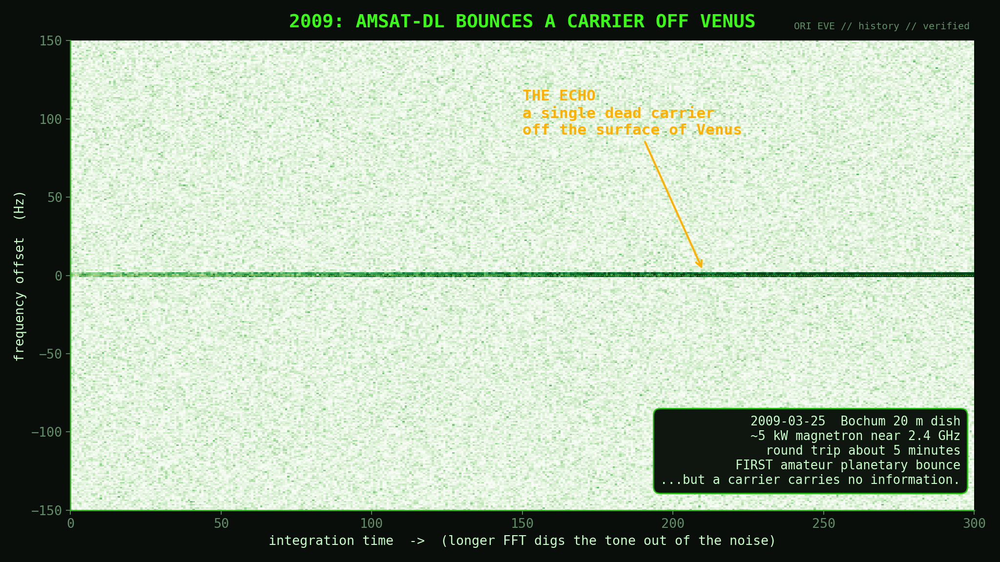 2009: AMSAT-DL BOUNCES A CARRIER OFF VENUS
ORI EVE // history // verified
150
100
50
0
−50
−100
−150
frequency offset  (Hz)
THE ECHO
a single dead carrier
off the surface of Venus
2009-03-25  Bochum 20 m dish
~5 kW magnetron near 2.4 GHz
round trip about 5 minutes
FIRST amateur planetary bounce
...but a carrier carries no information.
0 50 100 150 200 250 300
integration time  ->  (longer FFT digs the tone out of the noise)